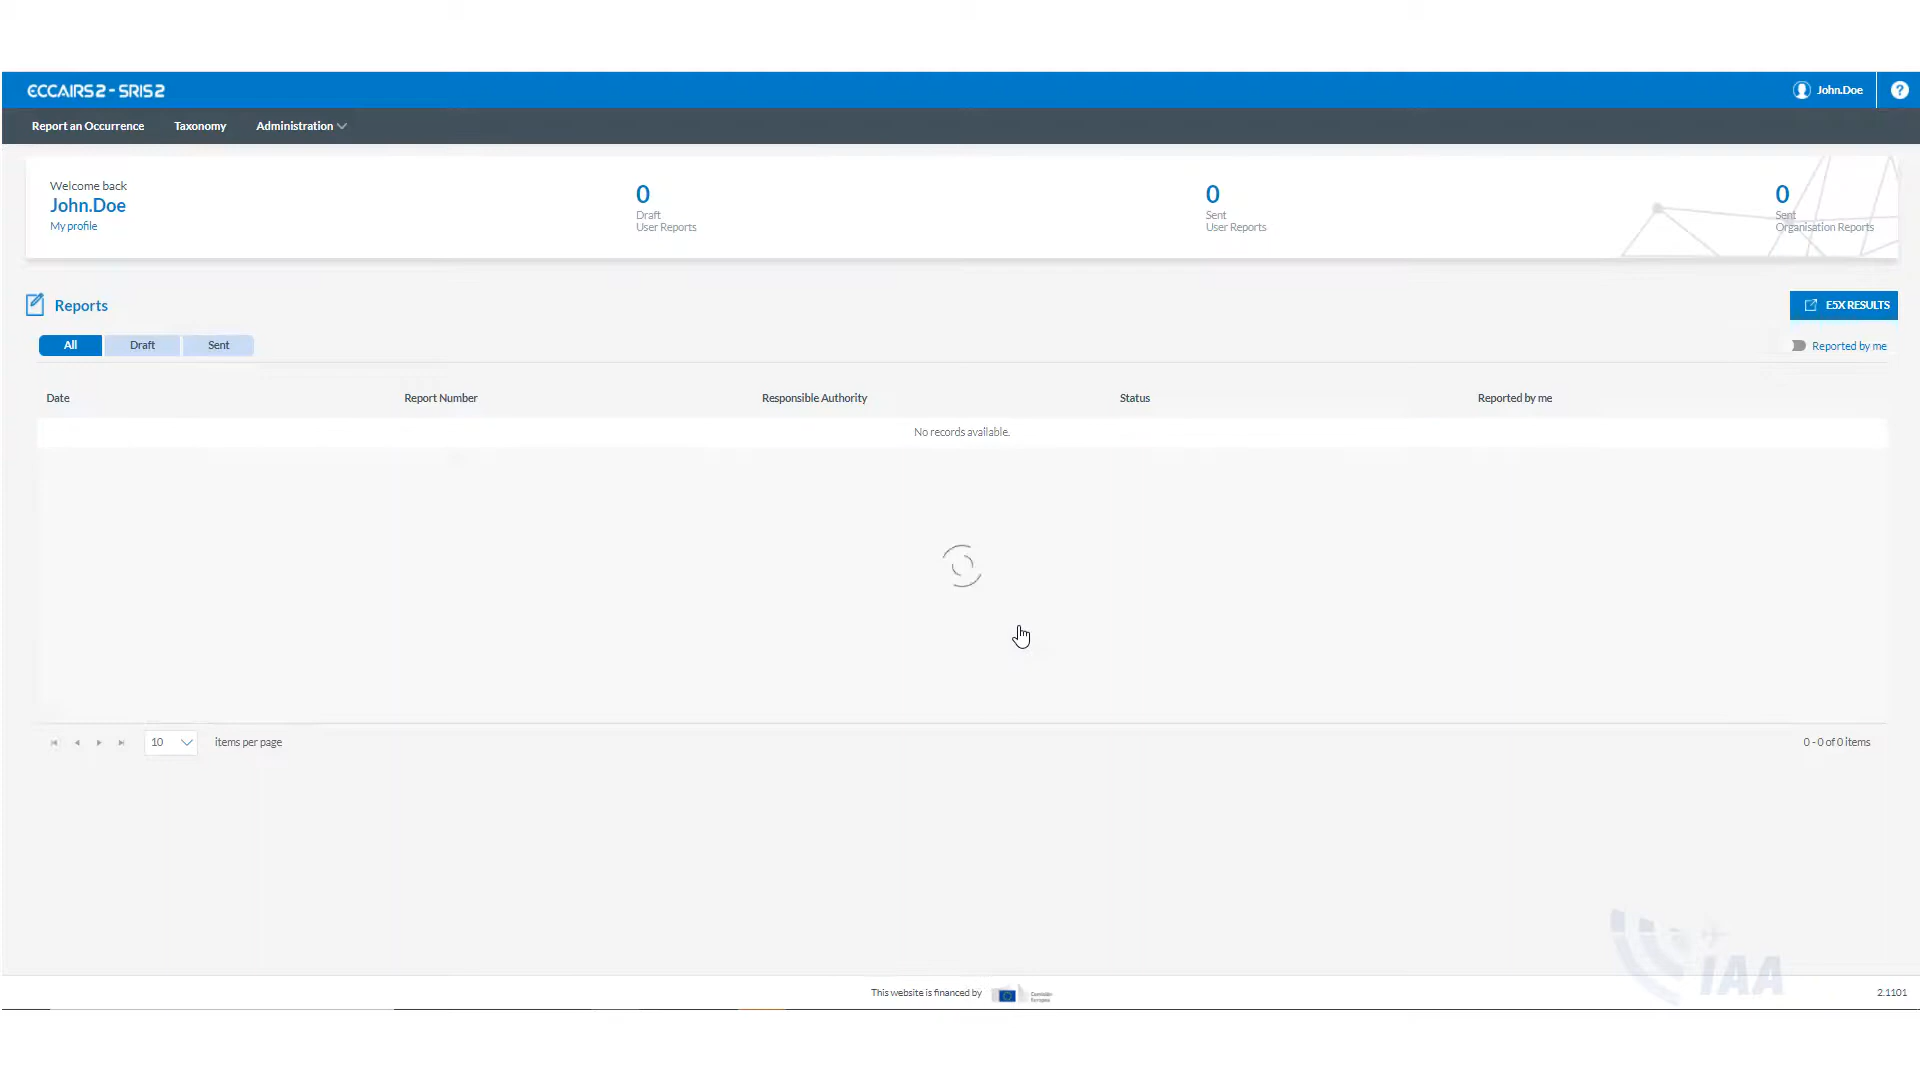 ECCAIRS 2 - SRIS 2
John.Doe
?
Report an Occurrence
Taxonomy
Administration
Welcome back
John.Doe
My profile
0
Draft
User Reports
0
Sent
User Reports
0
Sent
Organisation Reports
Reports
E5X RESULTS
All
Draft
Sent
Reported by me
Date
Report Number
Responsible Authority
Status
Reported by me
No records available.
10
items per page
0 - 0 of 0 items
IAA
This website is financed by
2.1101